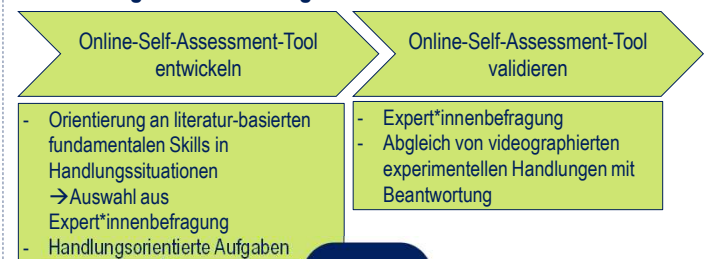 Online-Self-Assessment-Tool
entwickeln
Online-Self-Assessment-Tool
validieren
- Orientierung an literatur-basierten
fundamentalen Skills in
Handlungssituationen
→Auswahl aus
Expert*innenbefragung
- Handlungsorientierte Aufgaben
- Expert*innenbefragung
- Abgleich von videographierten
experimentellen Handlungen mit
Beantwortung